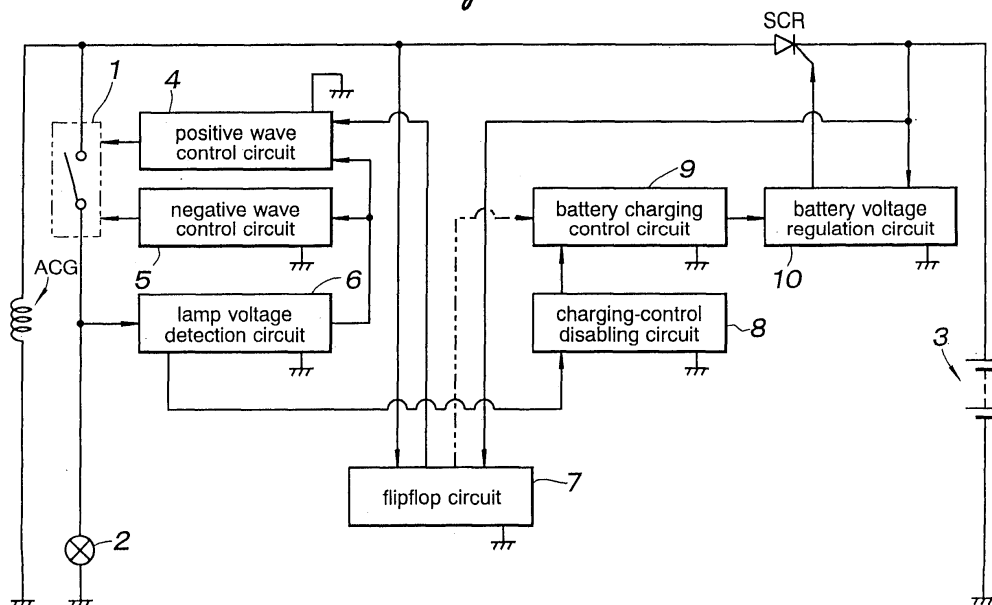 SCR
1
4
positive wave
control circuit
9
negative wave
control circuit
battery charging
control circuit
battery voltage
regulation circuit
ACG
5
6
10
lamp voltage
detection circuit
charging-control
disabling circuit
8
3
flipflop circuit
7
2